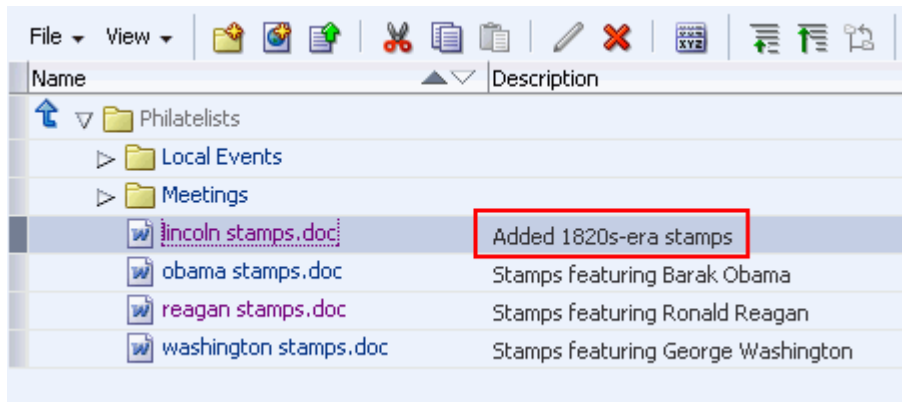 File View
Name Description
Philatelists
Local Events
Meetings
lincoln stamps.doc Added 1820s-era stamps
obama stamps.doc Stamps featuring Barak Obama
reagan stamps.doc Stamps featuring Ronald Reagan
washington stamps.doc Stamps featuring George Washington